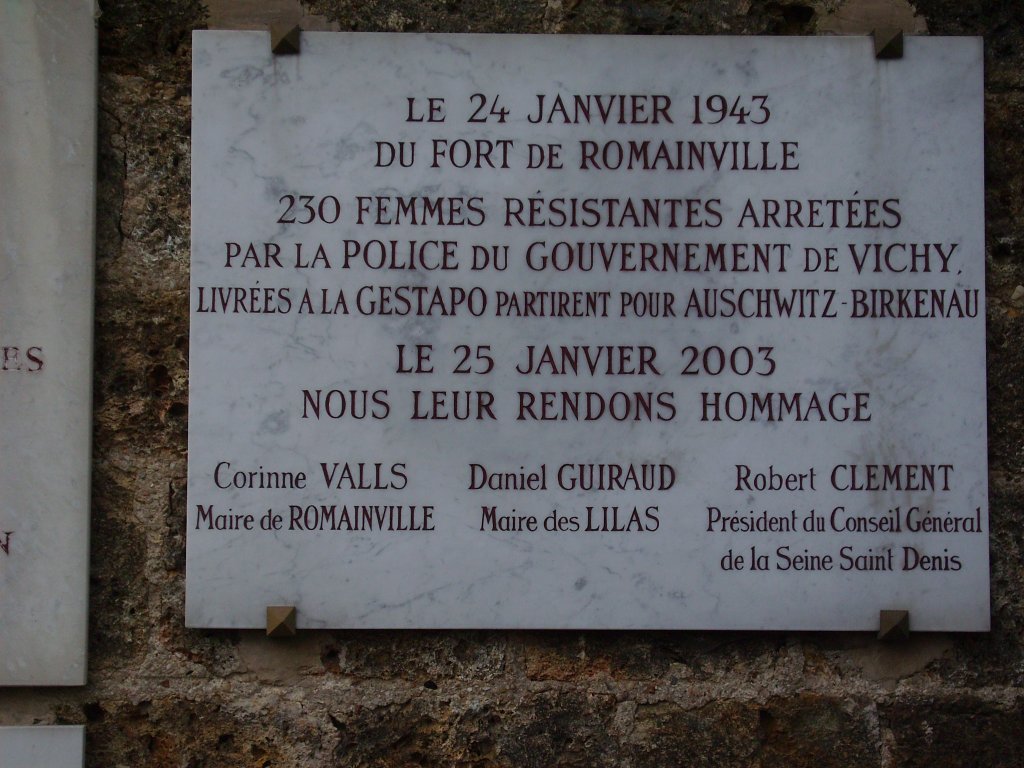 LE 24 JANVIER 1943
DU FORT DE ROMAINVILLE
230 FEMMES RÉSISTANTES ARRETÉES
PAR LA POLICE DU GOUVERNEMENT DE VICHY,
LIVRÉES A LA GESTAPO PARTIRENT POUR AUSCHWITZ-BIRKENAU
LE 25 JANVIER 2003
NOUS LEUR RENDONS HOMMAGE
Corinne VALLS
Maire de ROMAINVILLE
Daniel GUIRAUD
Maire des LILAS
Robert CLEMENT
Président du Conseil Général
de la Seine Saint Denis